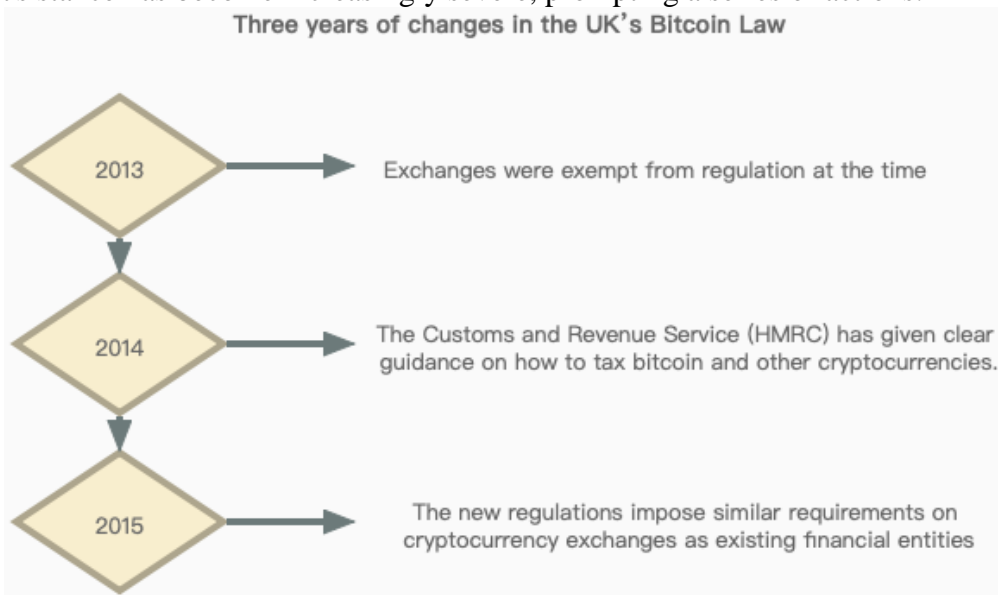 Three years of changes in the UK’s Bitcoin Law
2013
Exchanges were exempt from regulation at the time
2014
The Customs and Revenue Service (HMRC) has given clear
guidance on how to tax bitcoin and other cryptocurrencies.
2015
The new regulations impose similar requirements on
cryptocurrency exchanges as existing financial entities